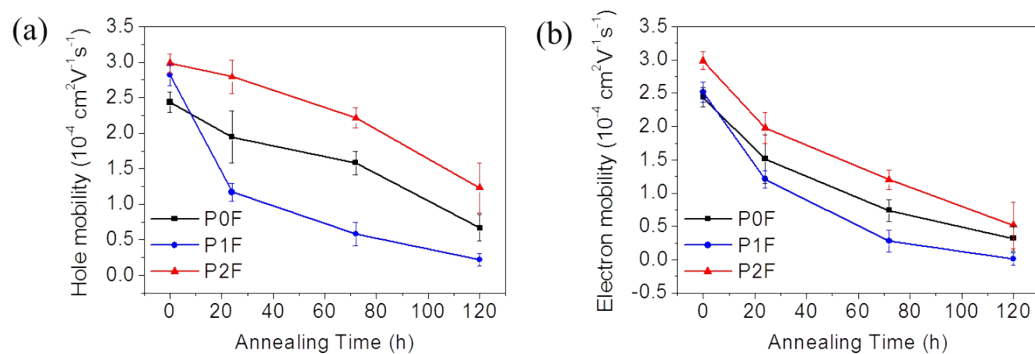 (a)
Hole mobility (10⁻⁴ cm²V⁻¹s⁻¹)
3.5
3.0
2.5
2.0
1.5
1.0
0.5
0.0
P0F
P1F
P2F
0 20 40 60 80 100 120
Annealing Time (h)
(b)
Electron mobility (10⁻⁴ cm²V⁻¹s⁻¹)
3.5
3.0
2.5
2.0
1.5
1.0
0.5
0.0
-0.5
P0F
P1F
P2F
0 20 40 60 80 100 120
Annealing Time (h)